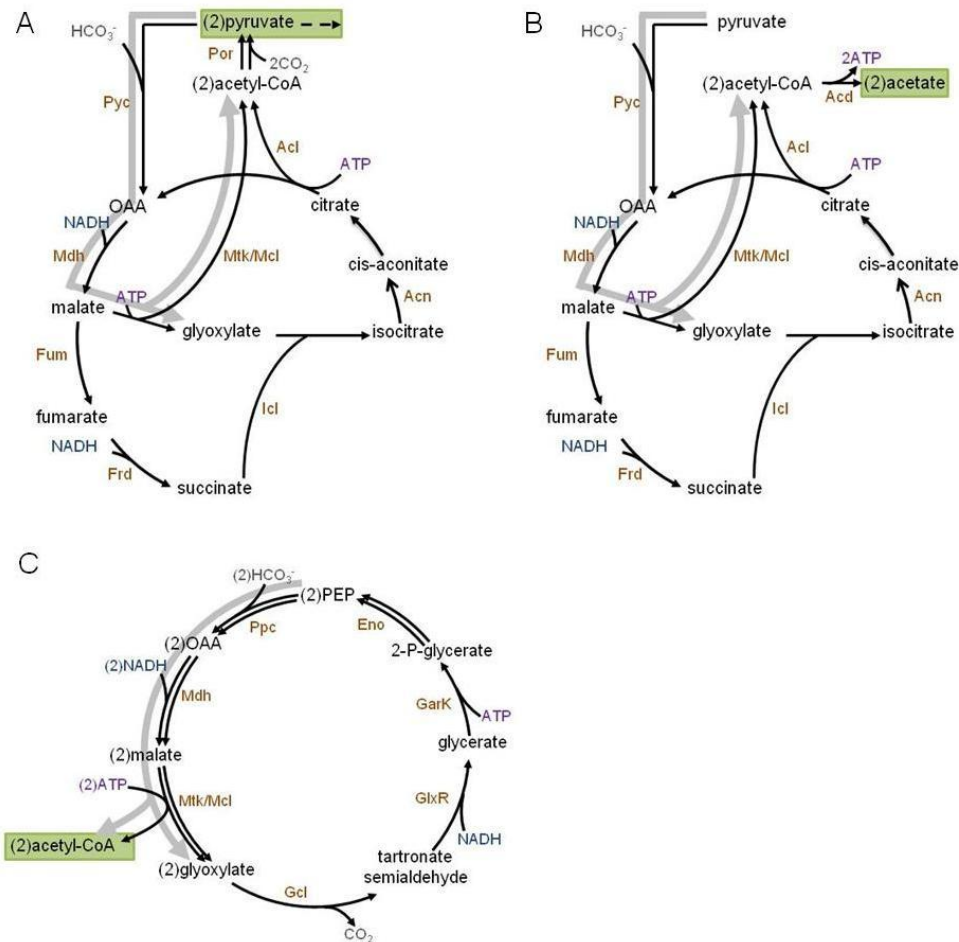 A
HCO₃⁻
(2)pyruvate
Por
2CO₂
Pyc
(2)acetyl-CoA
Acl
ATP
OAA
citrate
NADH
Mdh
Mtk/Mcl
cis-aconitate
ATP
Acn
malate
glyoxylate
isocitrate
Fum
Icl
fumarate
NADH
Frd
succinate
B
HCO₃⁻
pyruvate
2ATP
Pyc
(2)acetyl-CoA
(2)acetate
Acd
Acl
ATP
OAA
citrate
NADH
Mdh
Mtk/Mcl
cis-aconitate
ATP
Acn
malate
glyoxylate
isocitrate
Fum
Icl
fumarate
NADH
Frd
succinate
C
(2)HCO₃⁻
(2)PEP
Ppc
Eno
(2)OAA
2-P-glycerate
(2)NADH
Mdh
GarK
ATP
(2)malate
glycerate
(2)ATP
Mtk/Mcl
GlxR
NADH
(2)acetyl-CoA
(2)glyoxylate
tartronate
semialdehyde
Gcl
CO₂